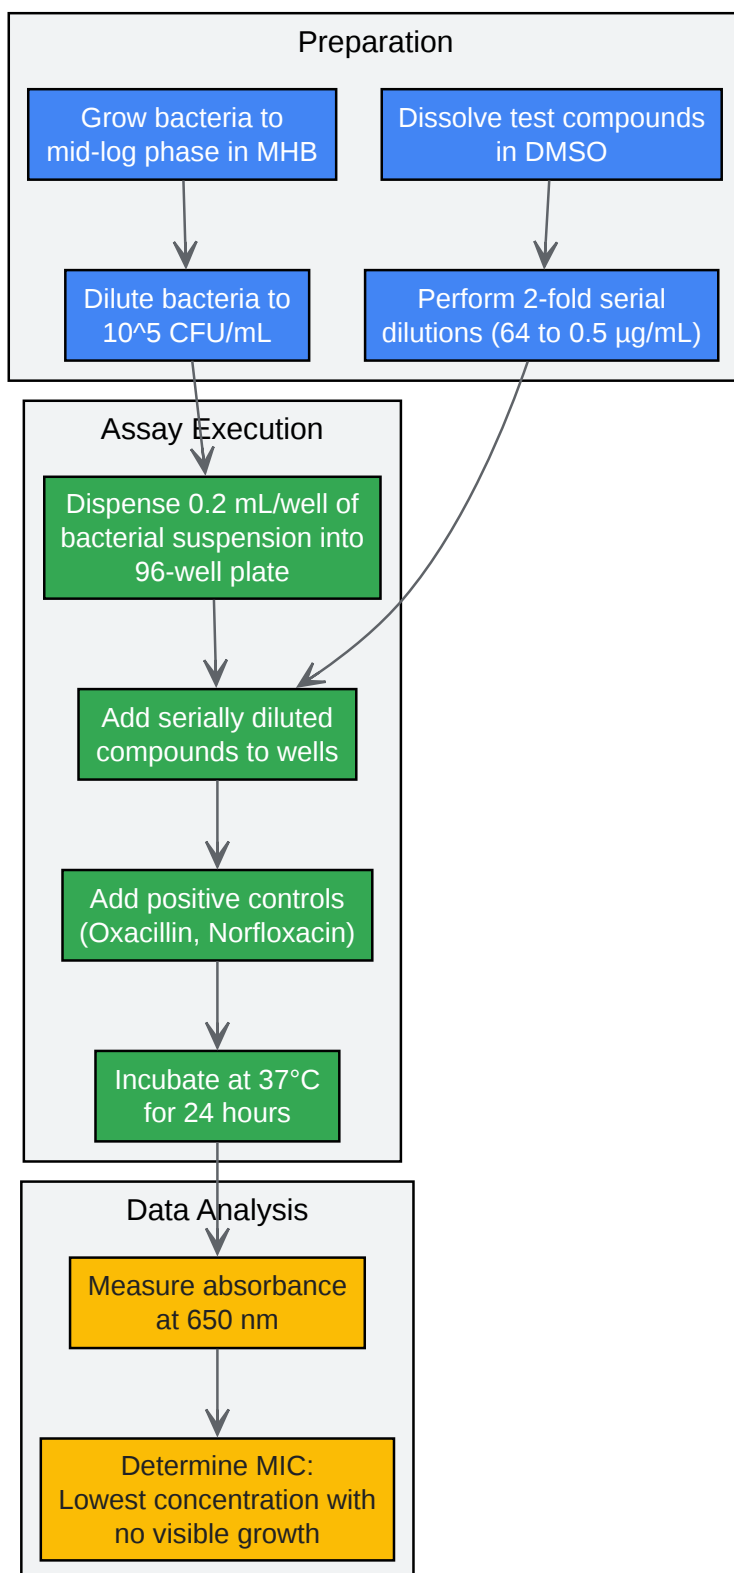 Preparation
Grow bacteria to
mid-log phase in MHB
Dissolve test compounds
in DMSO
Dilute bacteria to
10^5 CFU/mL
Perform 2-fold serial
dilutions (64 to 0.5 µg/mL)
Assay Execution
Dispense 0.2 mL/well of
bacterial suspension into
96-well plate
Add serially diluted
compounds to wells
Add positive controls
(Oxacillin, Norfloxacin)
Incubate at 37°C
for 24 hours
Data Analysis
Measure absorbance
at 650 nm
Determine MIC:
Lowest concentration with
no visible growth